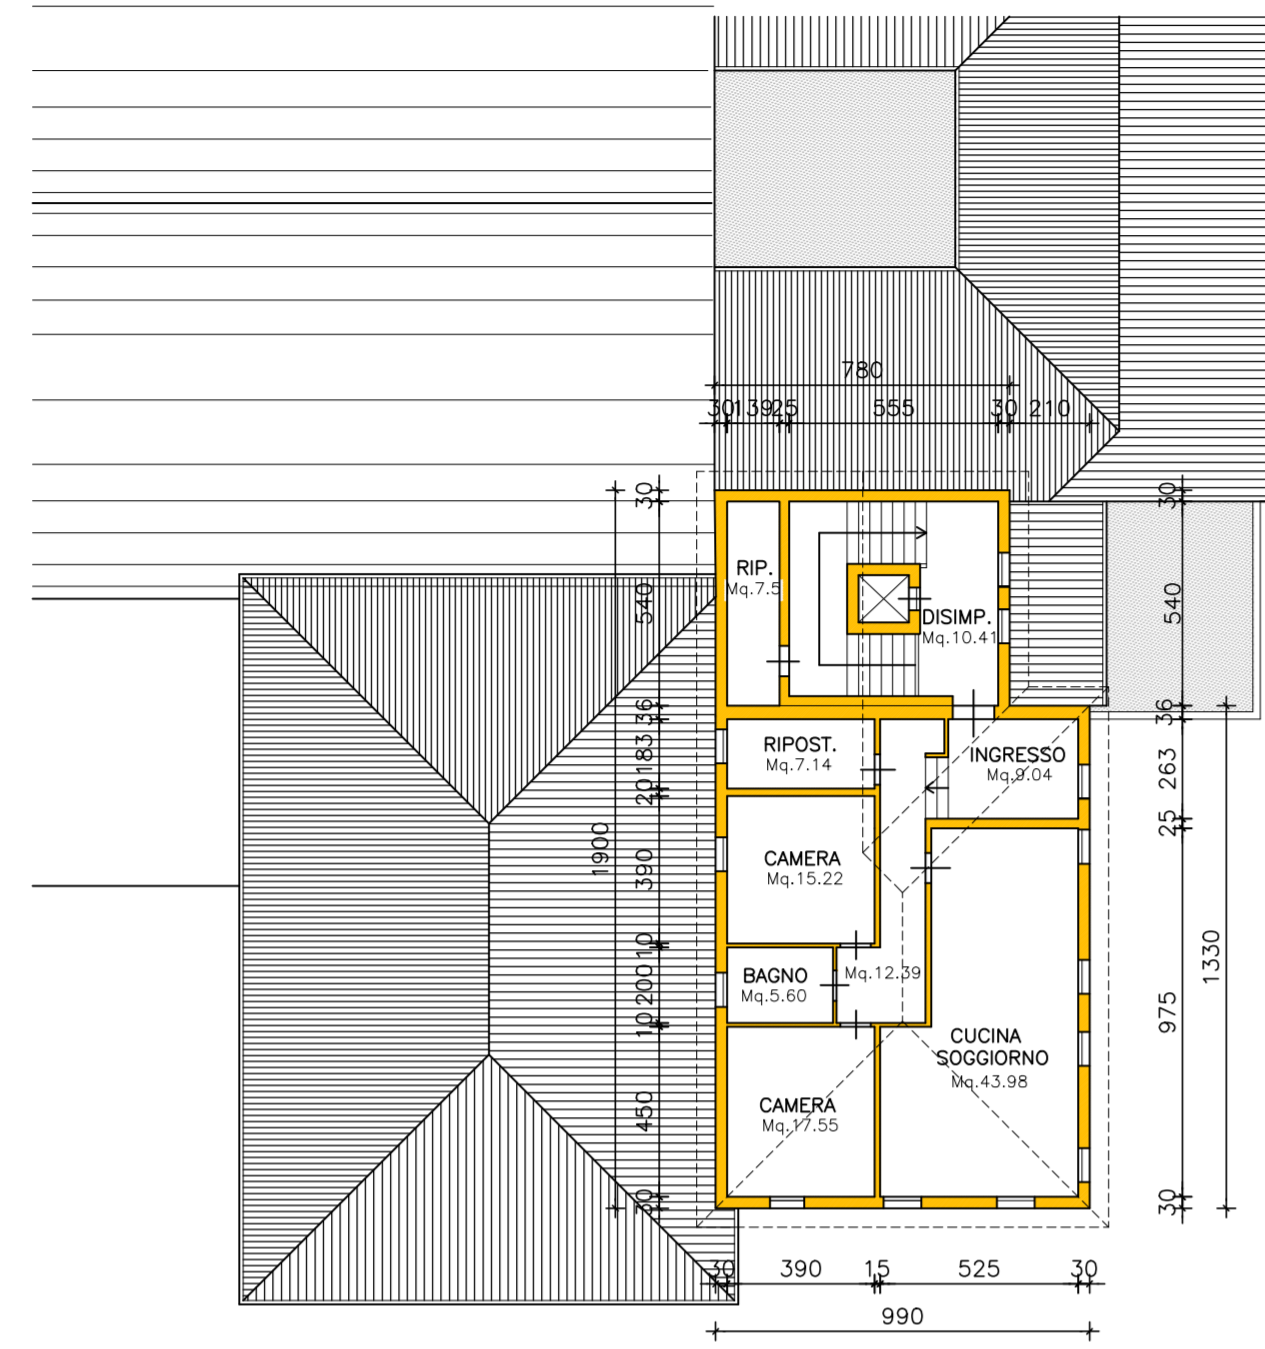 780
30 139 25 555 30 210
30
540
36
183
20
390
10
200
10
450
30
1900
RIP.
Mq.7.5
DISIMP.
Mq.10.41
RIPOST.
Mq.7.14
INGRESSO
Mq.9.04
CAMERA
Mq.15.22
BAGNO
Mq.5.60
Mq.12.39
CUCINA
SOGGIORNO
Mq.43.98
CAMERA
Mq.17.55
30
540
36
263
25
975
30
1330
30 390 15 525 30
990